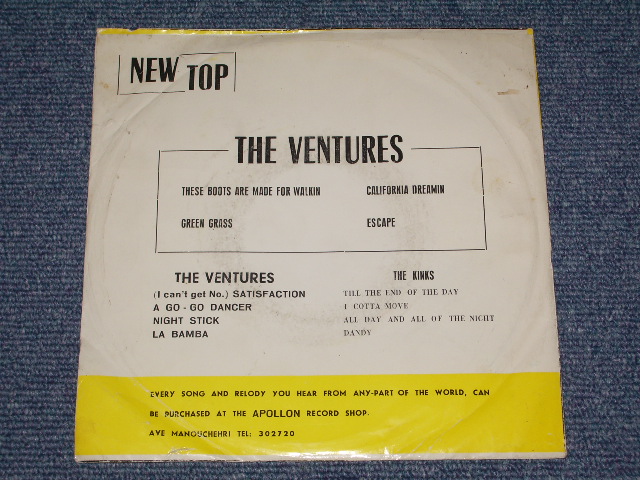 NEW TOP
THE VENTURES
THESE BOOTS ARE MADE FOR WALKIN
CALIFORNIA DREAMIN
GREEN GRASS
ESCAPE
THE VENTURES
(I can't get No.) SATISFACTION
A GO - GO DANCER
NIGHT STICK
LA BAMBA
THE KINKS
TILL THE END OF THE DAY
I COTTA MOVE
ALL DAY AND ALL OF THE NIGHT
DANDY
EVERY SONG AND RELODY YOU HEAR FROM ANY-PART OF THE WORLD, CAN
BE PURCHASED AT THE APOLLON RECORD SHOP.
AVE MANOUCHEHRI TEL: 302720